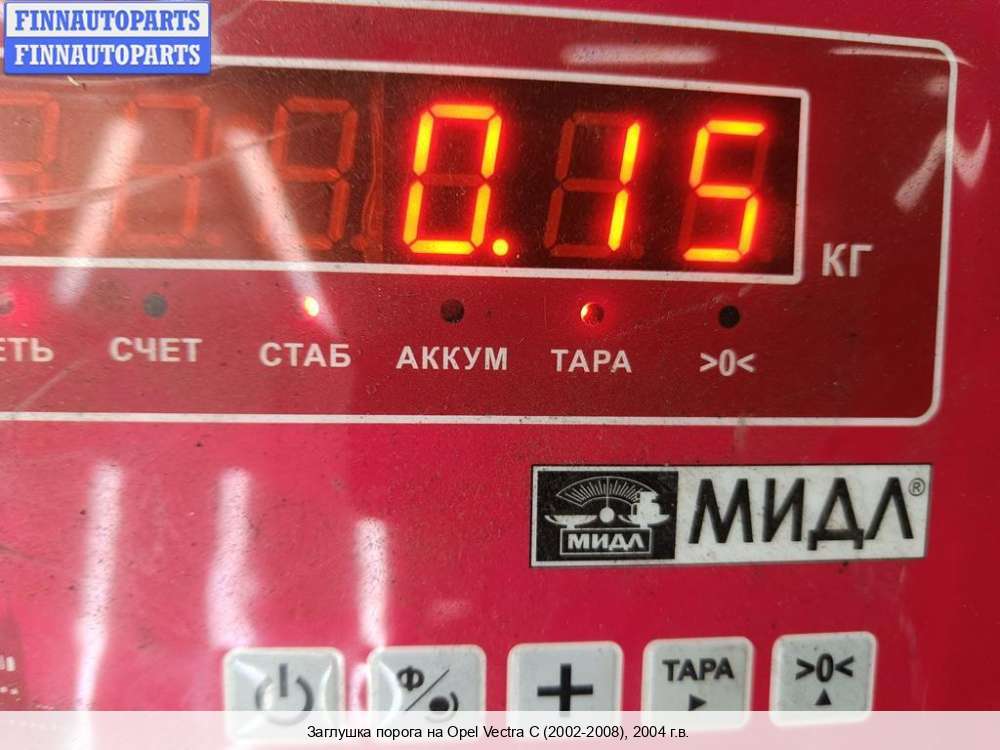 FINNAUTOPARTS
FINNAUTOPARTS
0.15
КГ
ЕТЬ СЧЕТ СТАБ АККУМ ТАРА >0<
МИДЛ МИДЛ®
Ф + ТАРА >0<
Заглушка порога на Opel Vectra C (2002-2008), 2004 г.в.